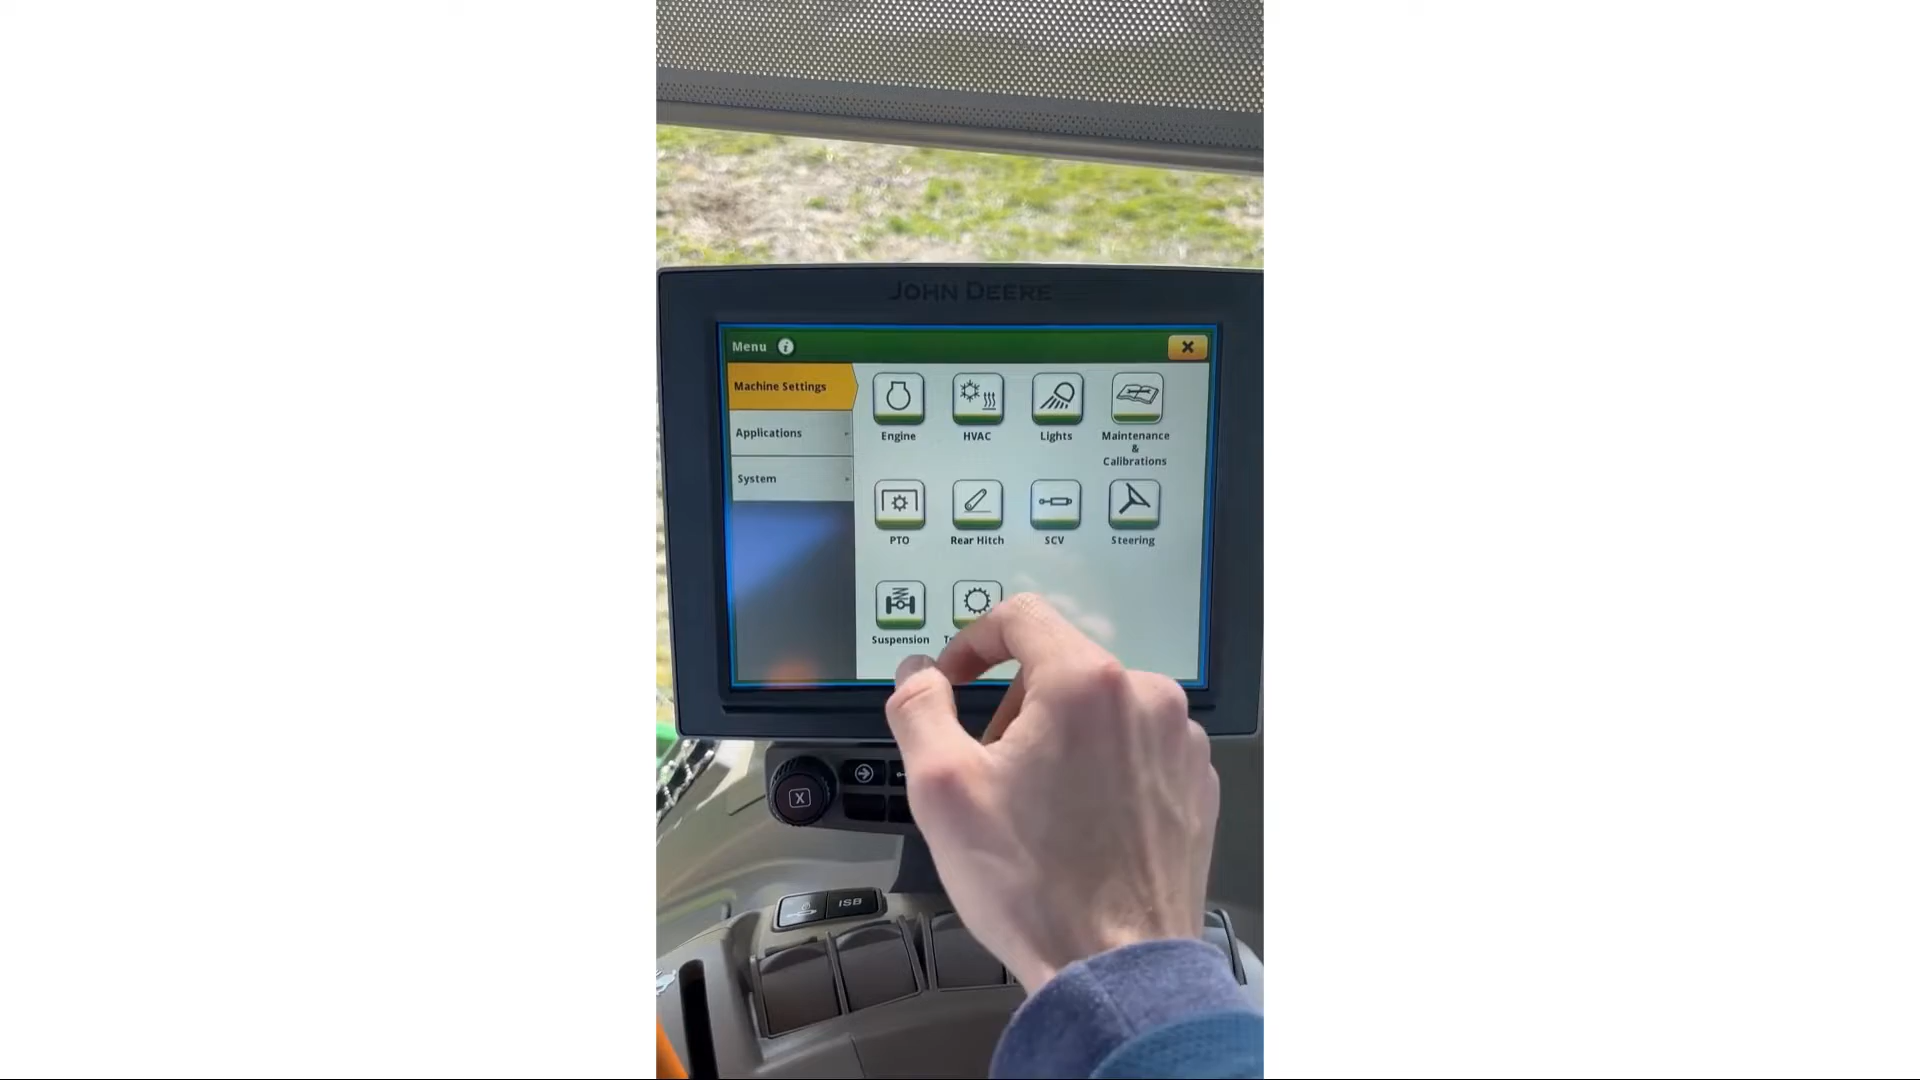 JOHN DEERE
Menu
Machine Settings
Applications
System
Engine
HVAC
Lights
Maintenance
&
Calibrations
PTO
Rear Hitch
SCV
Steering
Suspension
X
ISB